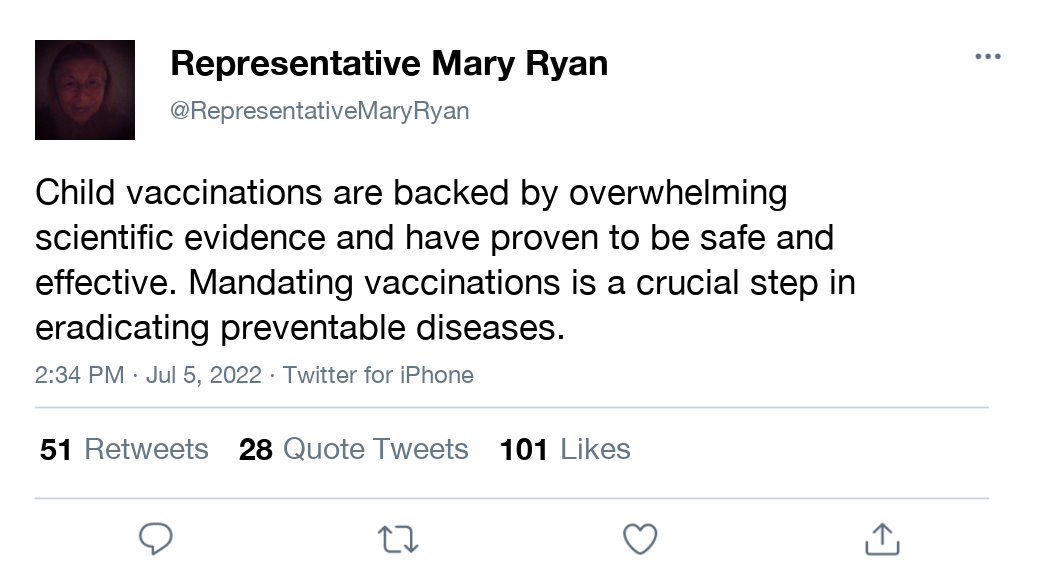 Representative Mary Ryan
@RepresentativeMaryRyan
Child vaccinations are backed by overwhelming
scientific evidence and have proven to be safe and
effective. Mandating vaccinations is a crucial step in
eradicating preventable diseases.
2:34 PM · Jul 5, 2022 · Twitter for iPhone
51 Retweets 28 Quote Tweets 101 Likes